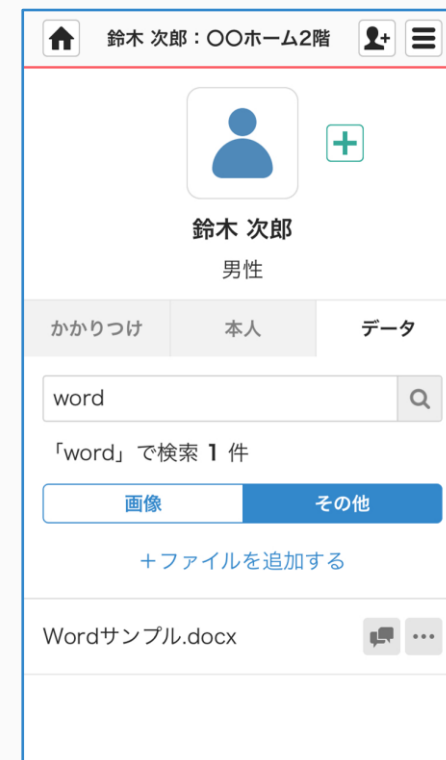 鈴木 次郎：〇〇ホーム2階
鈴木 次郎
男性
かかりつけ 本人 データ
word
「word」で検索 1 件
画像 その他
＋ファイルを追加する
Wordサンプル.docx